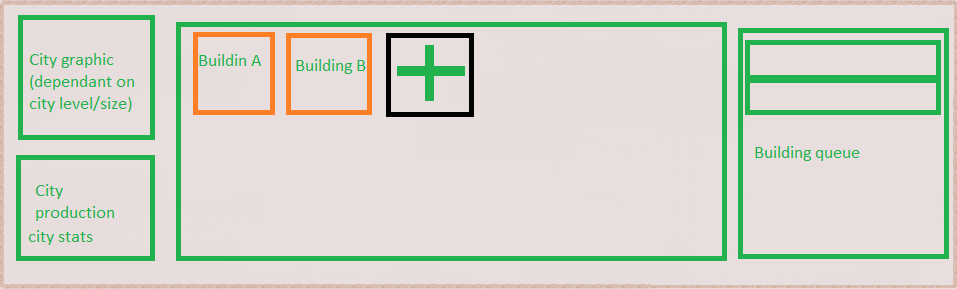 City graphic
(dependant on
city level/size)
City
production
city stats
Buildin A
Building B
Building queue